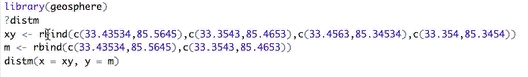 library(geosphere)
?distm
xy <- rbind(c(33.43534,85.5645),c(33.3543,85.4653),c(33.4563,85.34534),c(33.354,85.3454))
m <- rbind(c(33.43534,85.5645),c(33.3543,85.4653))
distm(x = xy, y = m)